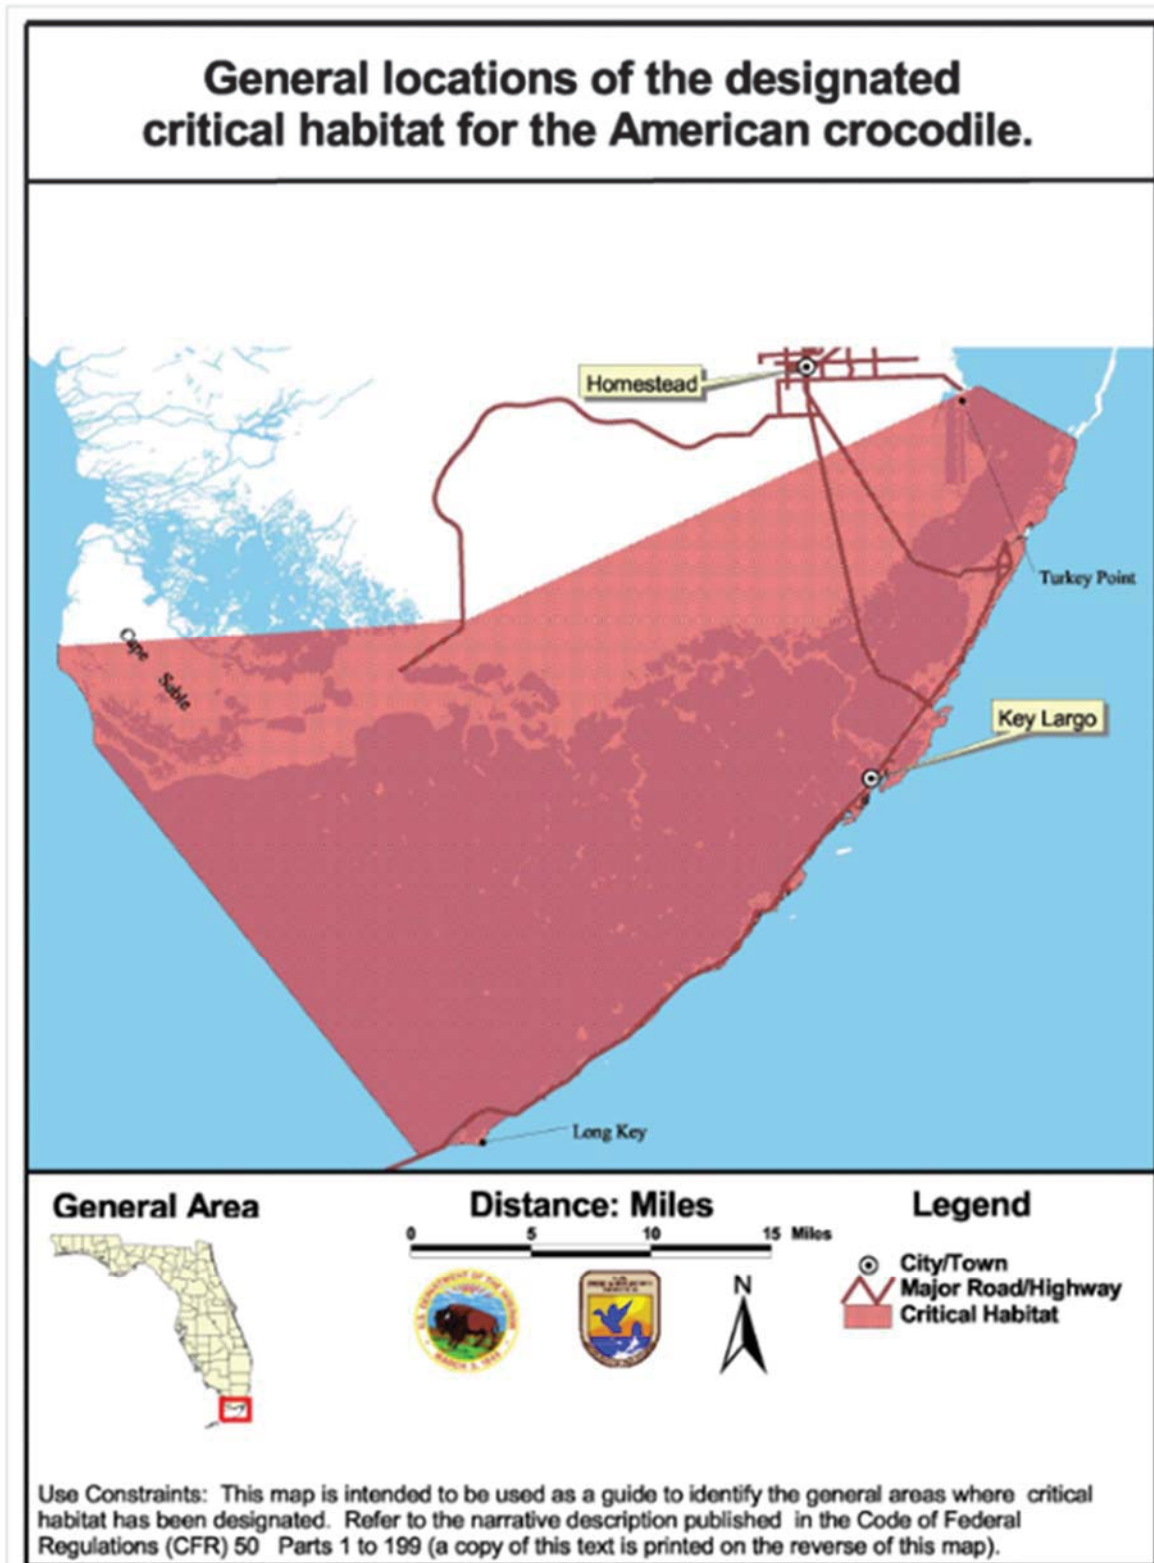 General locations of the designated
critical habitat for the American crocodile.
Homestead
Turkey Point
Cape
Sable
Key Largo
Long Key
General Area
Distance: Miles
0 5 10 15 Miles
MARCH 3, 1849
N
Legend
City/Town
Major Road/Highway
Critical Habitat
Use Constraints: This map is intended to be used as a guide to identify the general areas where critical
habitat has been designated. Refer to the narrative description published in the Code of Federal
Regulations (CFR) 50 Parts 1 to 199 (a copy of this text is printed on the reverse of this map).